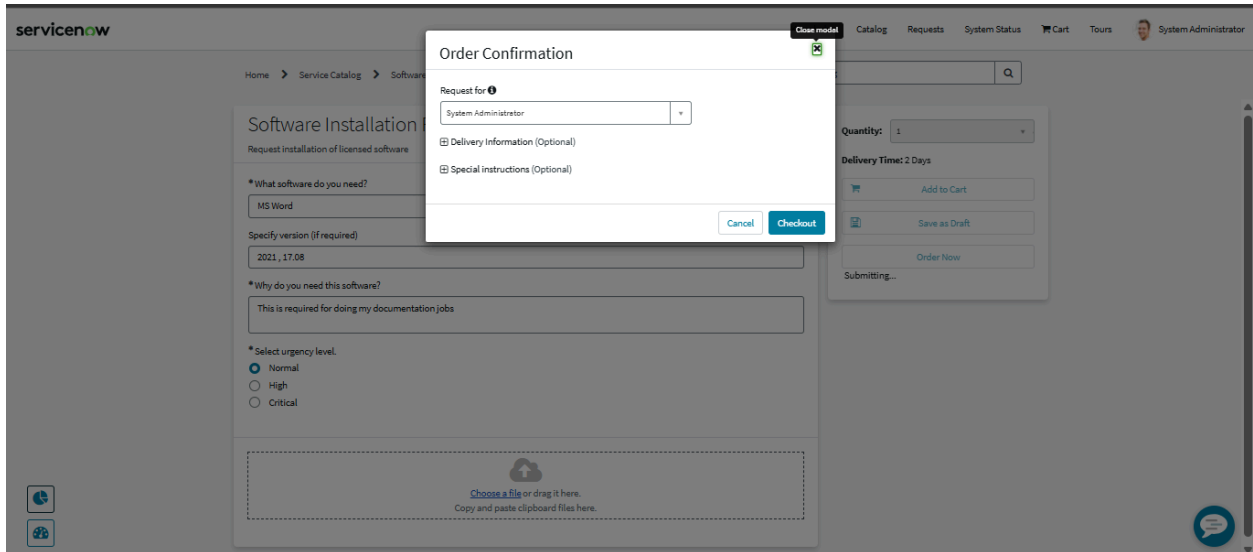 servicenow
Close model
Catalog
Requests
System Status
Cart
Tours
System Administrator
Order Confirmation
Home
Service Catalog
Software
Request for
System Administrator
Delivery Information (Optional)
Special instructions (Optional)
Cancel
Checkout
Software Installation
Request installation of licensed software
*What software do you need?
MS Word
Specify version (if required)
2021 , 17.08
*Why do you need this software?
This is required for doing my documentation jobs
*Select urgency level.
Normal
High
Critical
Choose a file or drag it here.
Copy and paste clipboard files here.
Quantity: 1
Delivery Time: 2 Days
Add to Cart
Save as Draft
Order Now
Submitting...